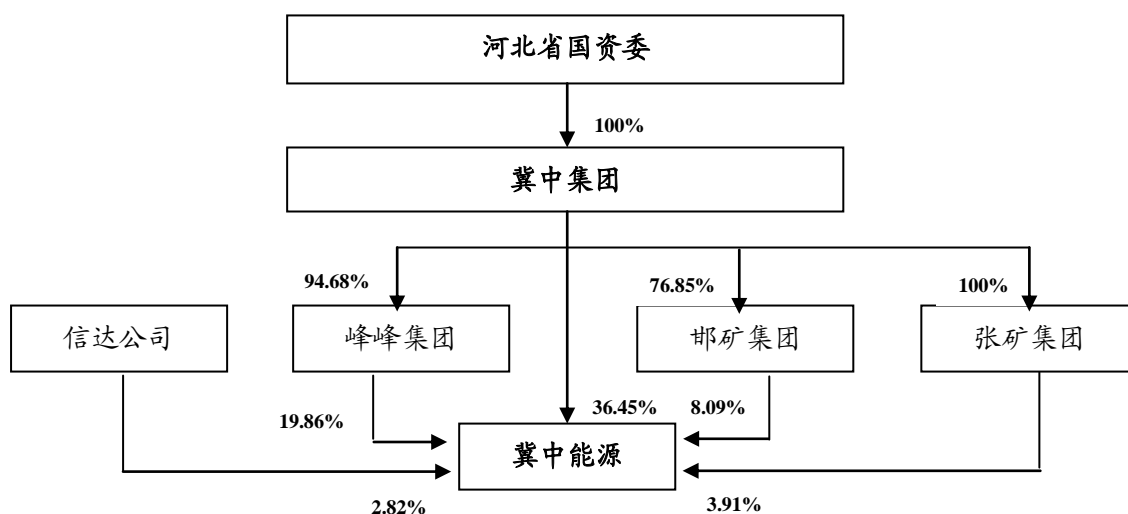 河北省国资委
100%
冀中集团
94.68%
76.85%
100%
信达公司
峰峰集团
邯矿集团
张矿集团
19.86%
36.45%
8.09%
冀中能源
2.82%
3.91%